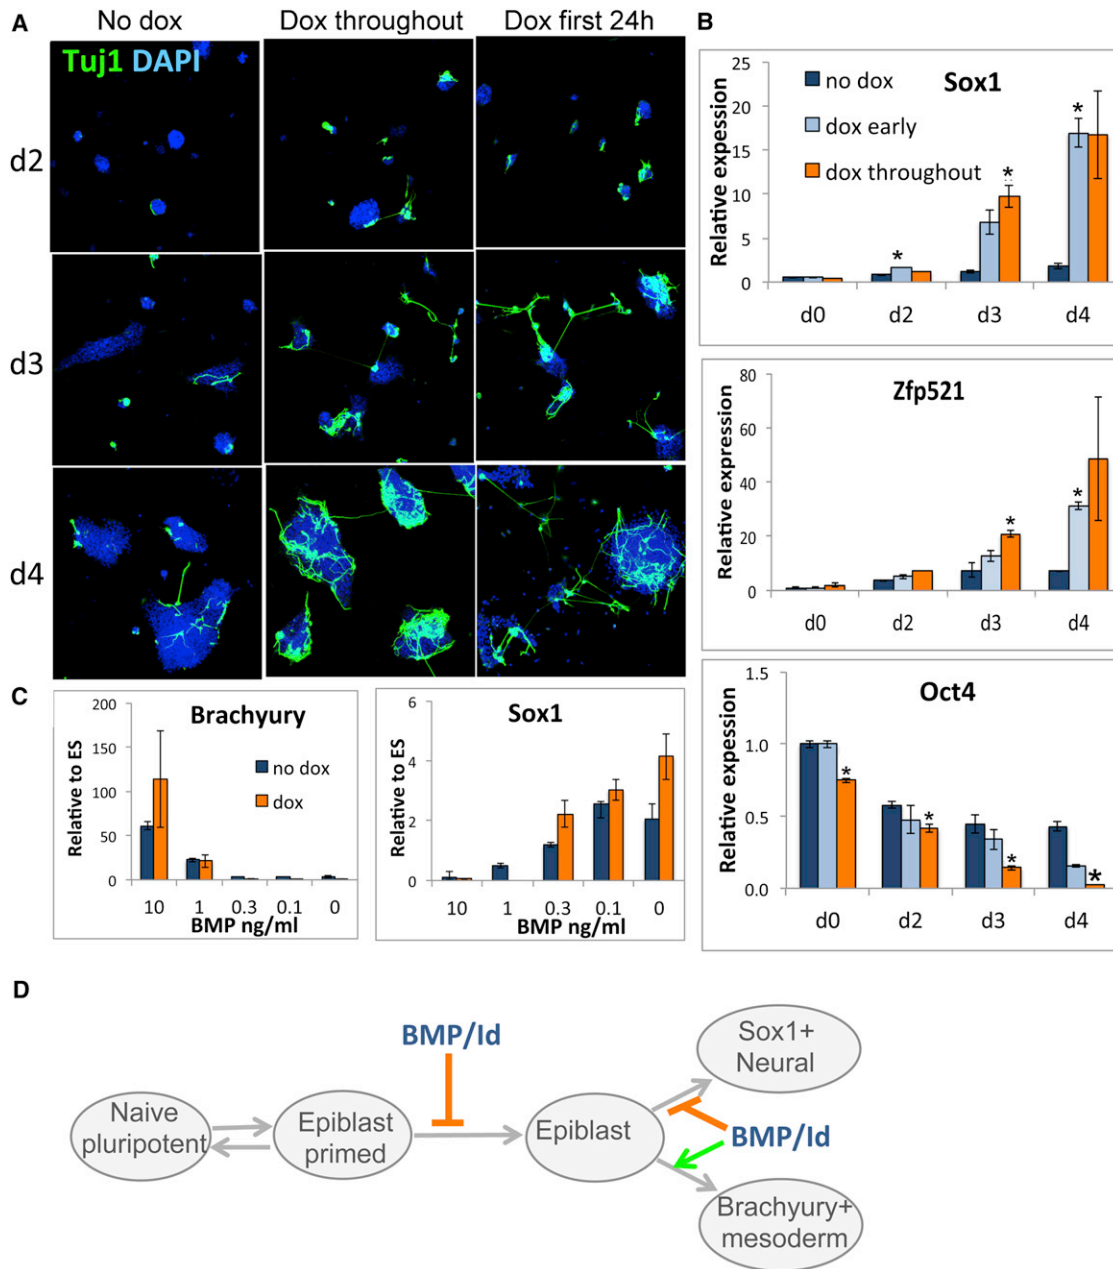 A
No dox
Dox throughout
Dox first 24h
Tuj1 DAPI
d2
d3
d4
B
Sox1
no dox
dox early
dox throughout
Relative expession
25
20
15
10
5
0
*
*
*
d0
d2
d3
d4
Zfp521
Relative expression
80
60
40
20
0
*
*
d0
d2
d3
d4
Oct4
Relative expession
1.5
1.0
0.5
0.0
*
*
*
*
d0
d2
d3
d4
C
Brachyury
no dox
dox
Relative to ES
200
150
100
50
0
10
1
0.3
0.1
0
BMP ng/ml
Sox1
Relative to ES
6
4
2
0
10
1
0.3
0.1
0
BMP ng/ml
D
BMP/Id
Naive
pluripotent
Epiblast
primed
Epiblast
Sox1+
Neural
BMP/Id
Brachyury+
mesoderm